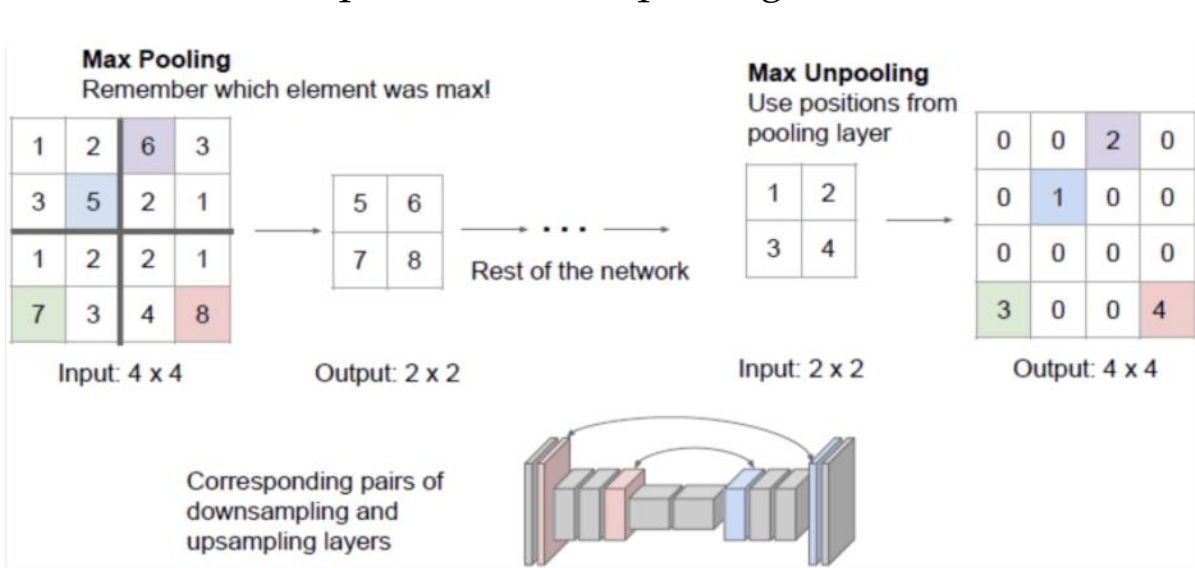 Max Pooling
Remember which element was max!
1 2 6 3
3 5 2 1
1 2 2 1
7 3 4 8
Input: 4 x 4
5 6
7 8
Output: 2 x 2
. . .
Rest of the network
Max Unpooling
Use positions from
pooling layer
1 2
3 4
Input: 2 x 2
0 0 2 0
0 1 0 0
0 0 0 0
3 0 0 4
Output: 4 x 4
Corresponding pairs of
downsampling and
upsampling layers